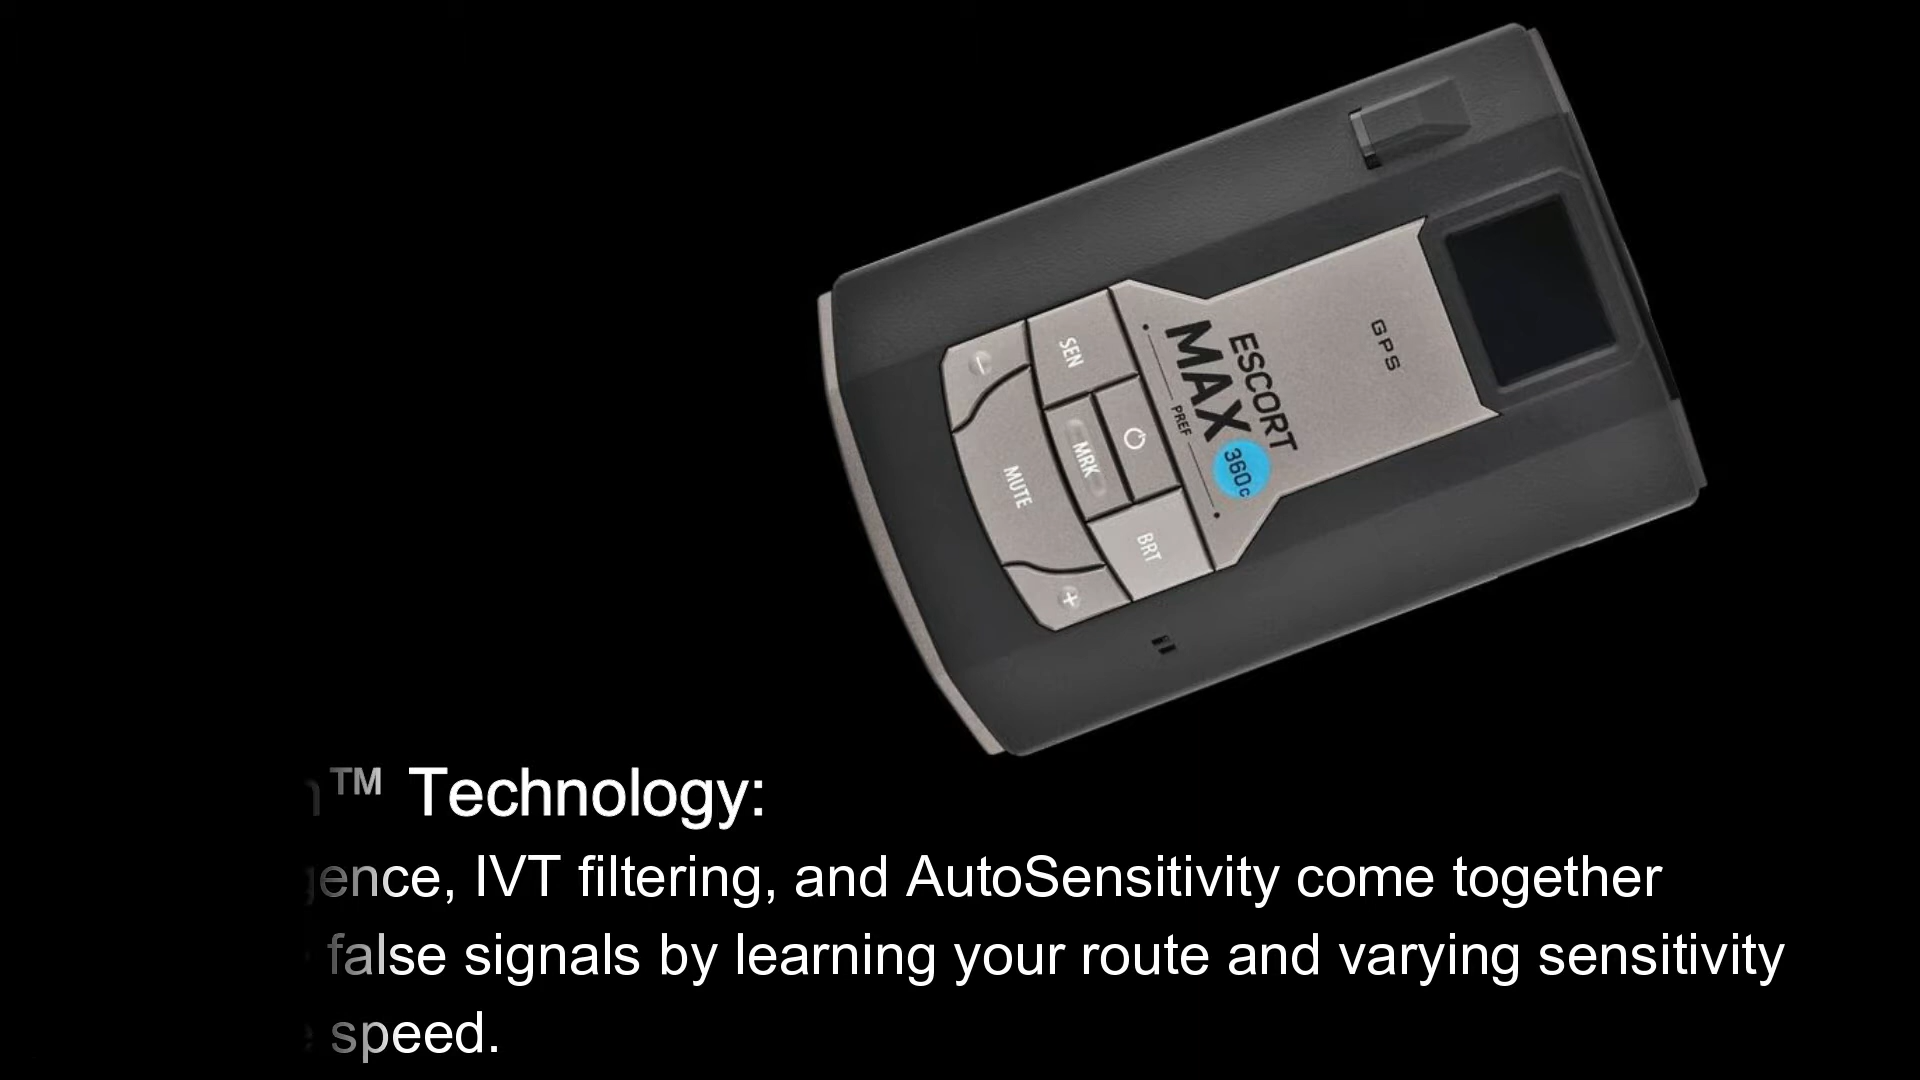 GPS
ESCORT
MAX
360c
PREF
SEN
MRK
BRT
MUTE
™ Technology:
IVT filtering, and AutoSensitivity come together
false signals by learning your route and varying sensitivity
speed.